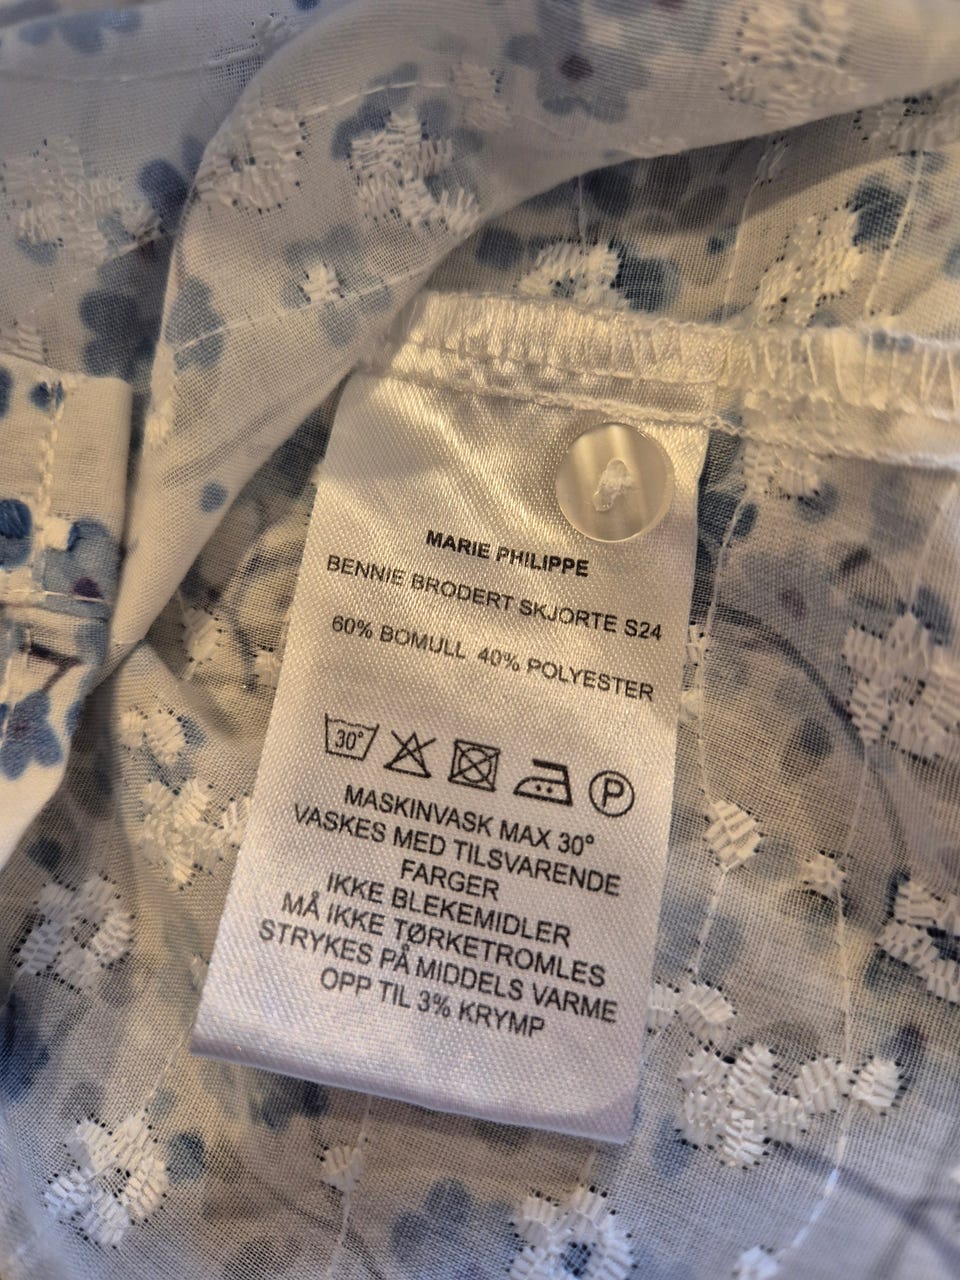 MARIE PHILIPPE
BENNIE BRODERT SKJORTE S24
60% BOMULL 40% POLYESTER
30° P
MASKINVASK MAX 30°
VASKES MED TILSVARENDE
FARGER
IKKE BLEKEMIDLER
MÅ IKKE TØRKETROMLES
STRYKES PÅ MIDDELS VARME
OPP TIL 3% KRYMP